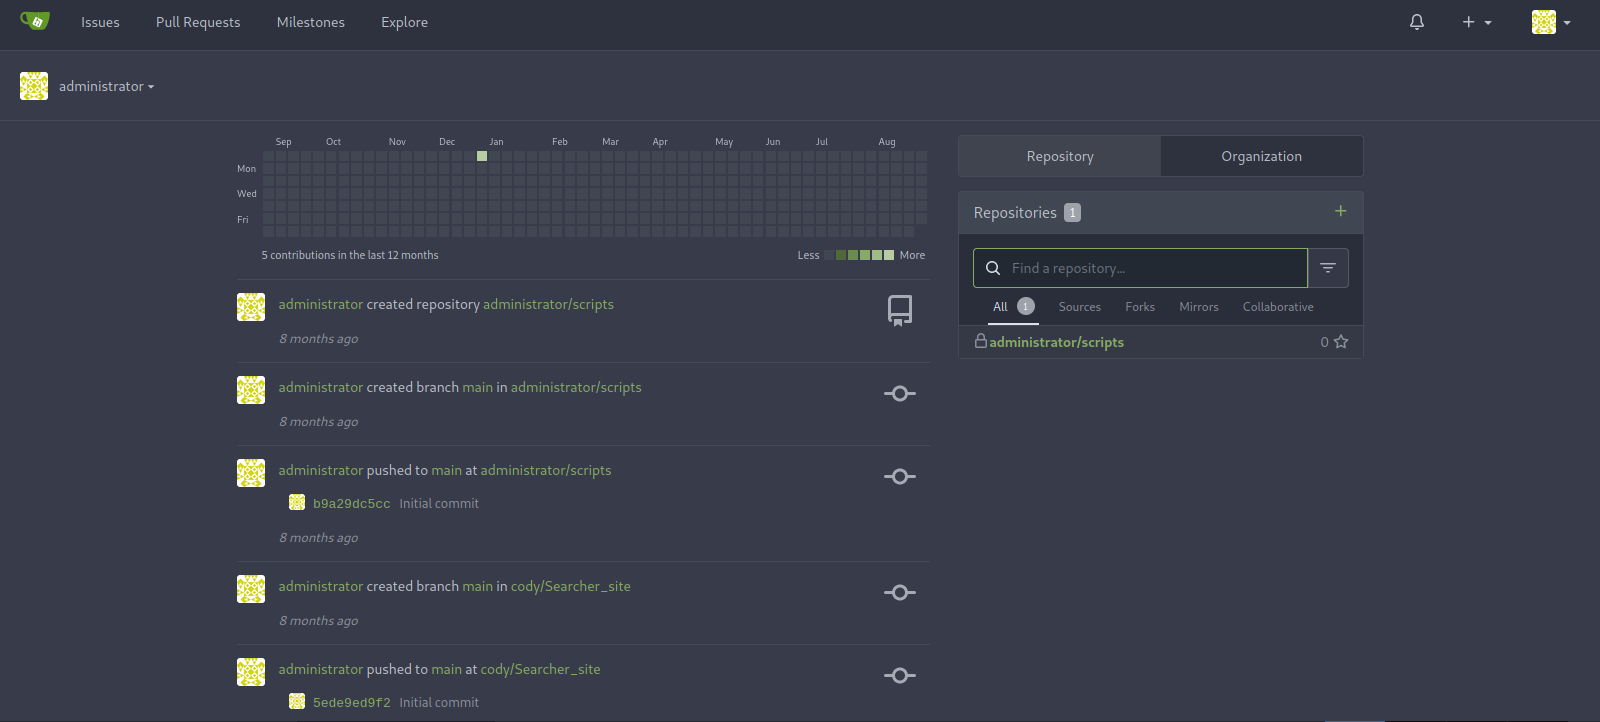 Issues Pull Requests Milestones Explore
administrator
Sep Oct Nov Dec Jan Feb Mar Apr May Jun Jul Aug
Mon
Wed
Fri
5 contributions in the last 12 months Less More
administrator created repository administrator/scripts
8 months ago
administrator created branch main in administrator/scripts
8 months ago
administrator pushed to main at administrator/scripts
b9a29dc5cc Initial commit
8 months ago
administrator created branch main in cody/Searcher_site
8 months ago
administrator pushed to main at cody/Searcher_site
5ede9ed9f2 Initial commit
Repository Organization
Repositories 1
Find a repository...
All 1 Sources Forks Mirrors Collaborative
administrator/scripts 0